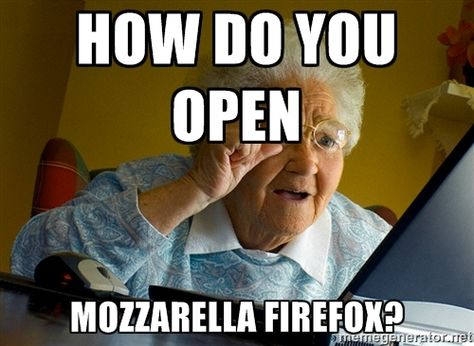 HOW DO YOU
OPEN
MOZZARELLA FIREFOX?
memegenerator.net